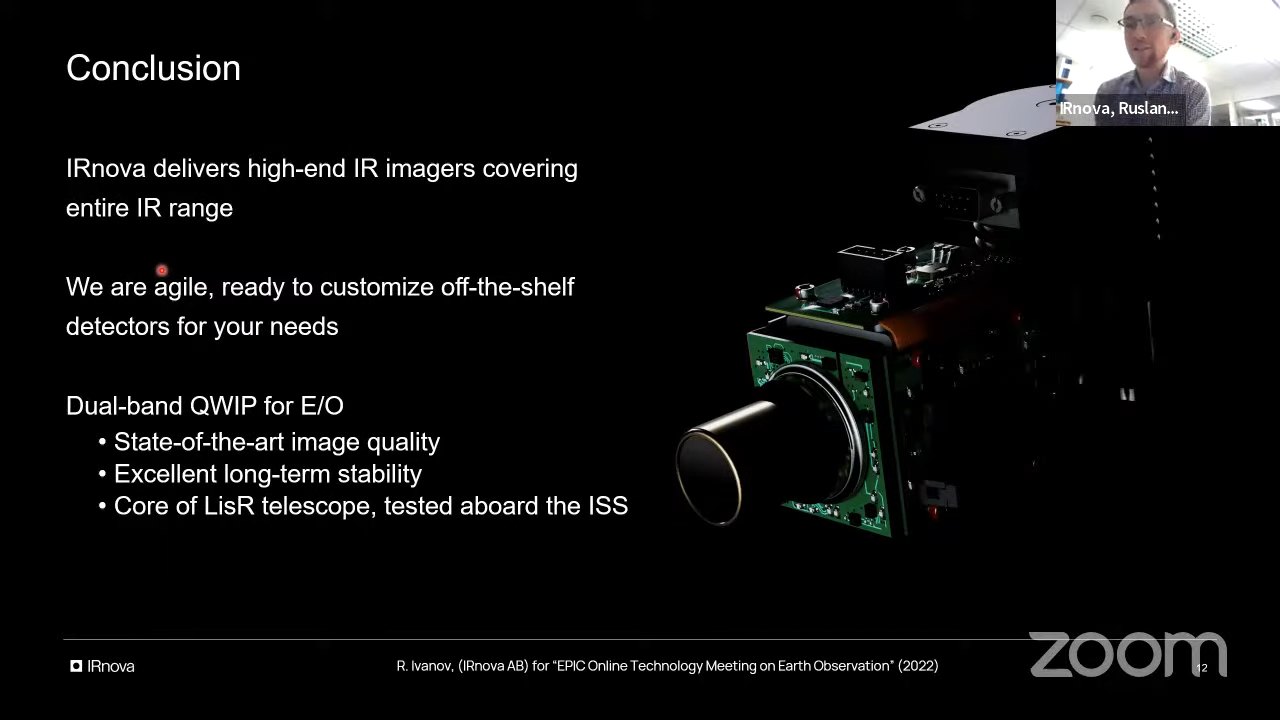 Conclusion
IRnova, Ruslan...
IRnova delivers high-end IR imagers covering
entire IR range
We are agile, ready to customize off-the-shelf
detectors for your needs
Dual-band QWIP for E/O
• State-of-the-art image quality
• Excellent long-term stability
• Core of LisR telescope, tested aboard the ISS
IRnova
R. Ivanov, (IRnova AB) for “EPIC Online Technology Meeting on Earth Observation” (2022)
12
zoom